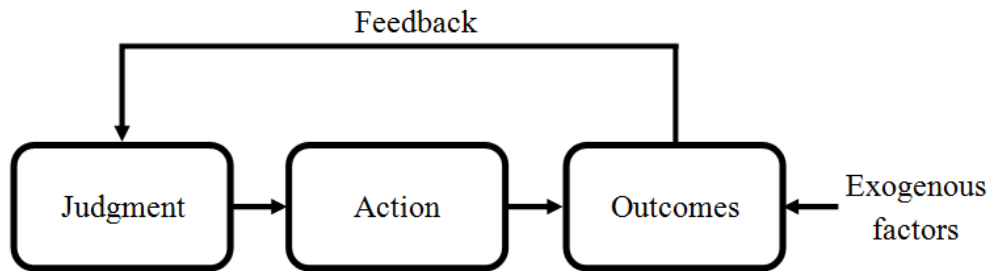 Feedback
Judgment
Action
Outcomes
Exogenous
factors